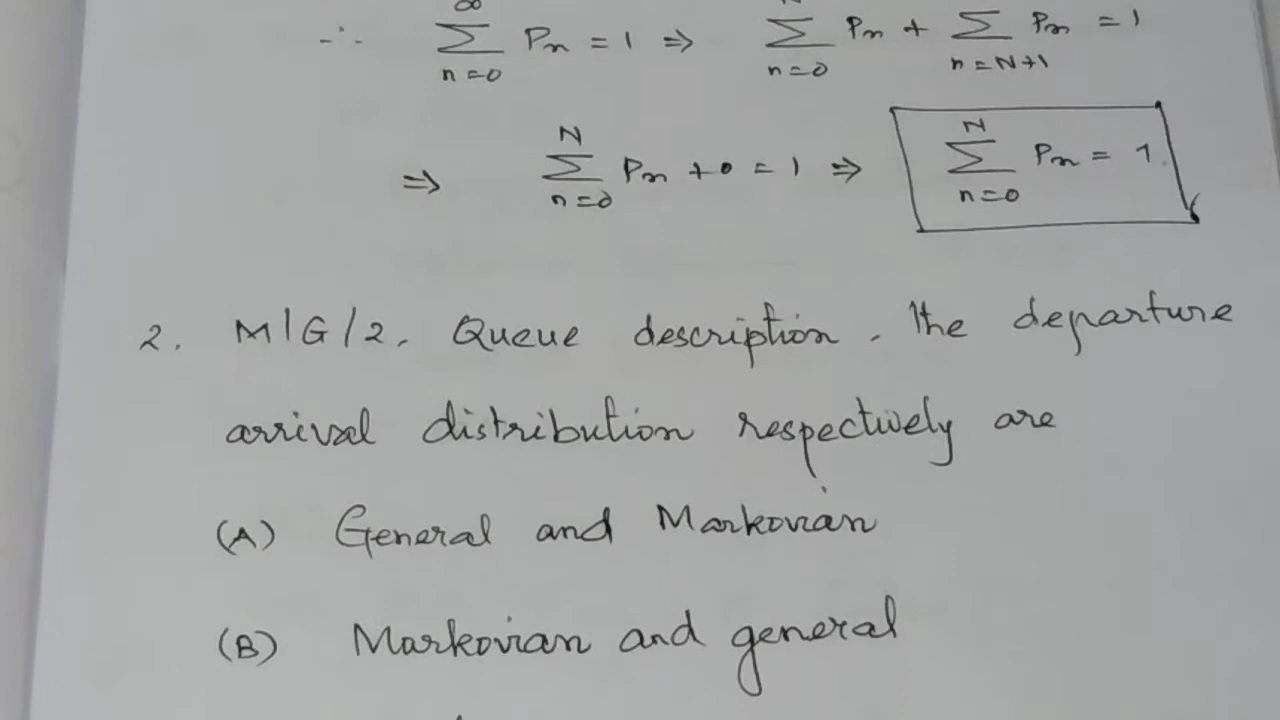 ∴ ∞ ∑ n=0 Pn = 1 ⇒ N ∑ n=0 Pn + ∑ n=N+1 Pn = 1
⇒ N ∑ n=0 Pn + 0 = 1 ⇒ N ∑ n=0 Pn = 1.
2. M|G|2. Queue description. The departure
arrival distribution respectively are
(A) General and Markovian
(B) Markovian and general